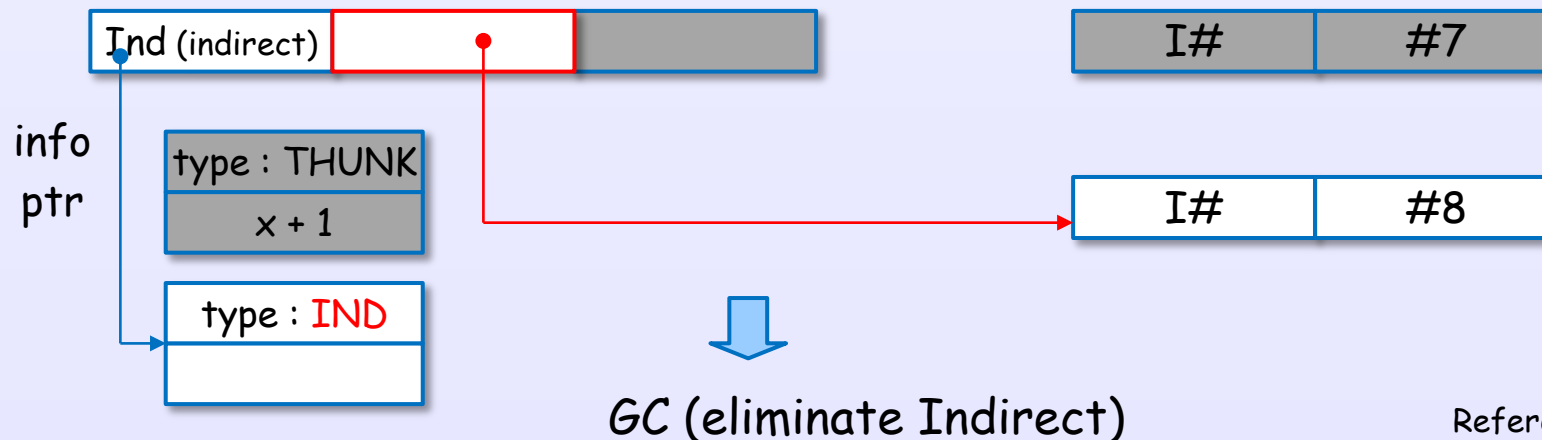 Ind (indirect)
I# #7
info
ptr
type : THUNK
x + 1
I# #8
type : IND
GC (eliminate Indirect)